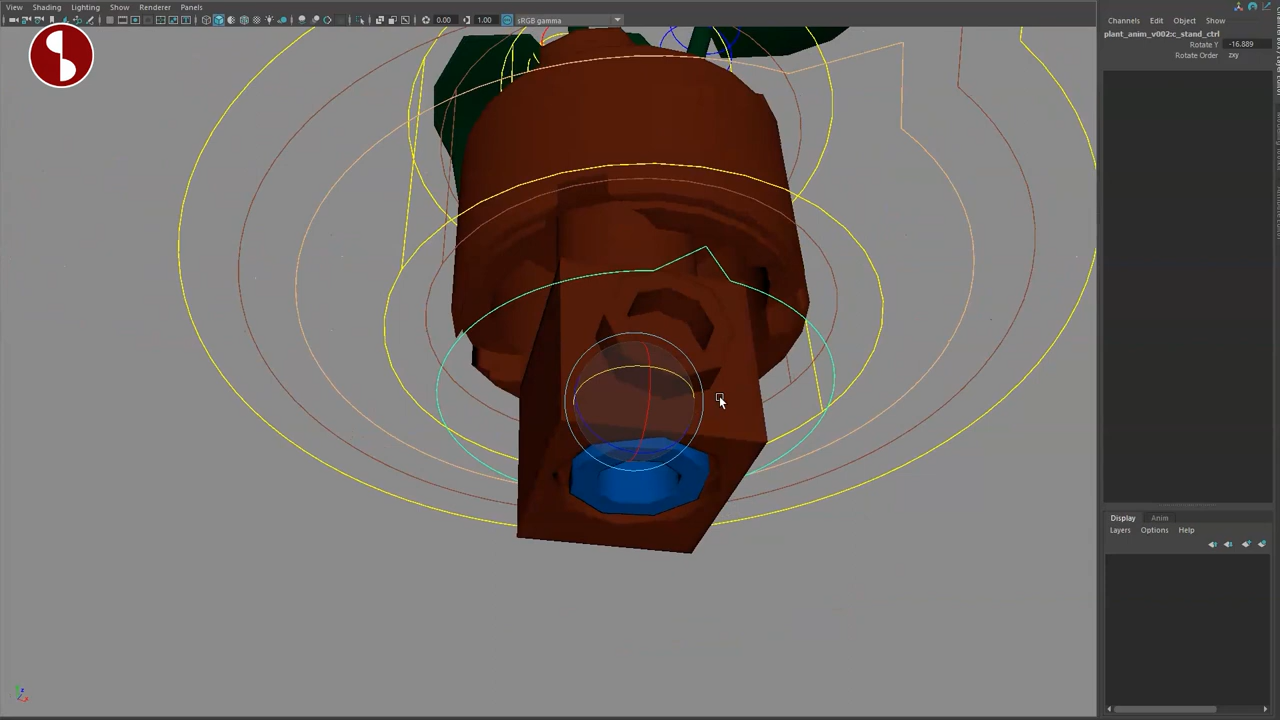 View Shading Lighting Show Renderer Panels
0.00 1.00 sRGB gamma
Channels Edit Object Show
plant_anim_v002:c_stand_ctrl
Rotate Y -16.889
Rotate Order zxy
Display Anim
Layers Options Help